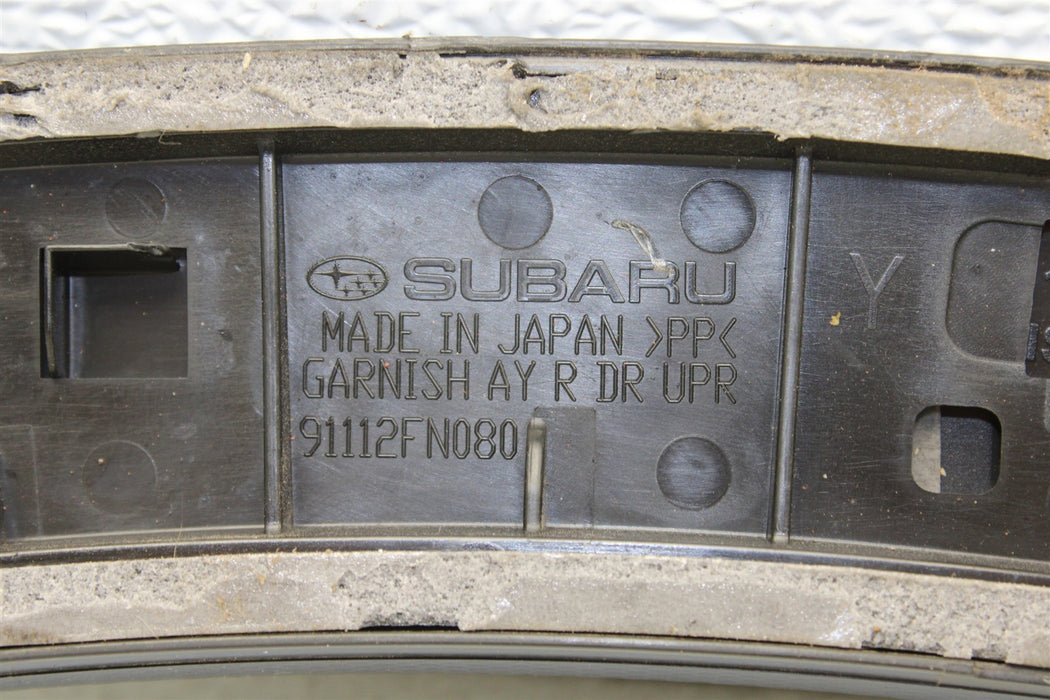 SUBARU
MADE IN JAPAN >PP<
GARNISH AY R DR UPR
91112FN080
Y